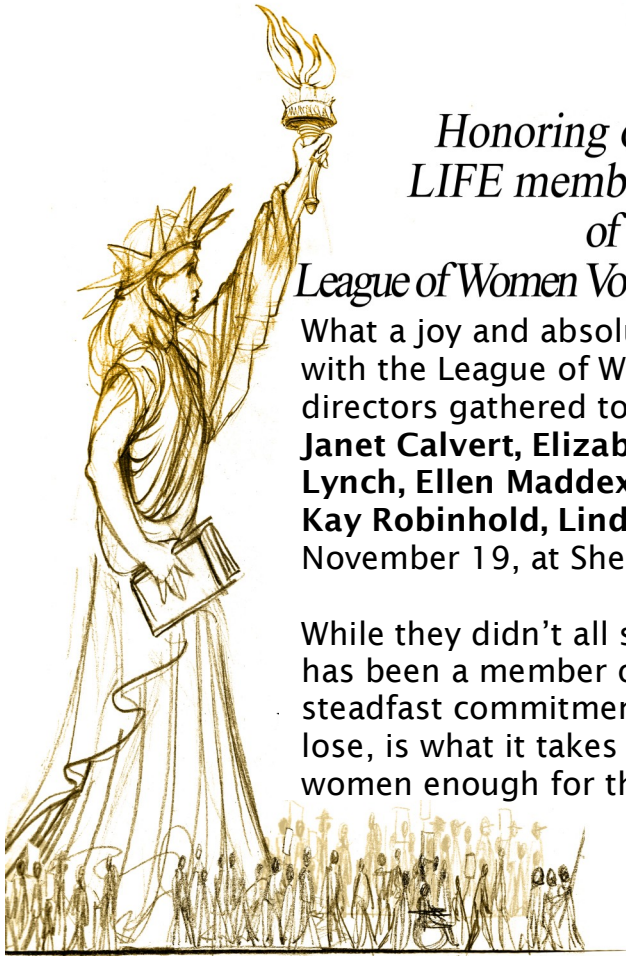 Honoring o
LIFE memb
of
League of Women Vo
What a joy and absolu
with the League of W
directors gathered to
Janet Calvert, Elizab
Lynch, Ellen Maddex
Kay Robinhold, Lind
November 19, at She
While they didn’t all s
has been a member o
steadfast commitmen
lose, is what it takes
women enough for th